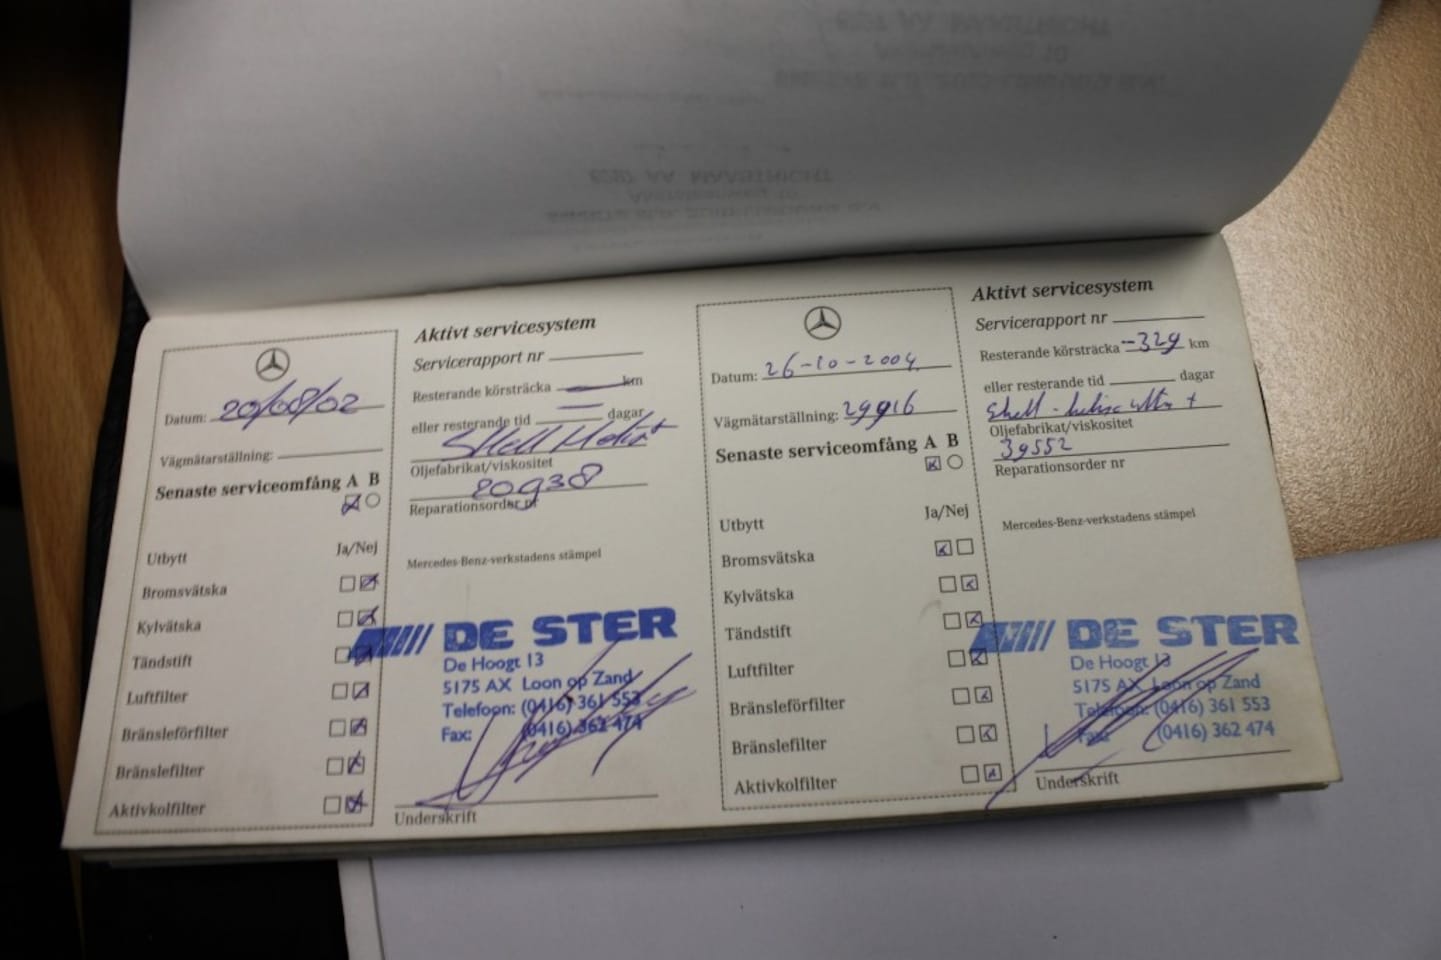 Aktivt servicesystem
Servicerapport nr
Datum: 20/08/02
Resterande körsträcka km
eller resterande tid dagar
Vägmätarställning:
Shell
Oljefabrikat/viskositet
Senaste serviceomfång A B
20938
Reparationsorder nr
Utbytt Ja/Nej
Mercedes-Benz-verkstadens stämpel
Bromsvätska
Kylvätska
Tändstift
Luftfilter
Bränsleförfilter
Bränslefilter
Aktivkolfilter
DE STER
De Hoogt 13
5175 AX Loon op Zand
Telefoon: (0416) 361 553
Fax: (0416) 362 474
Underskrift
Aktivt servicesystem
Servicerapport nr
Datum: 26-10-2004
Resterande körsträcka -329 km
eller resterande tid dagar
Vägmätarställning: 29916
Shell - +
Oljefabrikat/viskositet
Senaste serviceomfång A B
39552
Reparationsorder nr
Utbytt Ja/Nej
Mercedes-Benz-verkstadens stämpel
Bromsvätska
Kylvätska
Tändstift
Luftfilter
Bränsleförfilter
Bränslefilter
Aktivkolfilter
DE STER
De Hoogt 13
5175 AX Loon op Zand
Telefoon: (0416) 361 553
Fax: (0416) 362 474
Underskrift